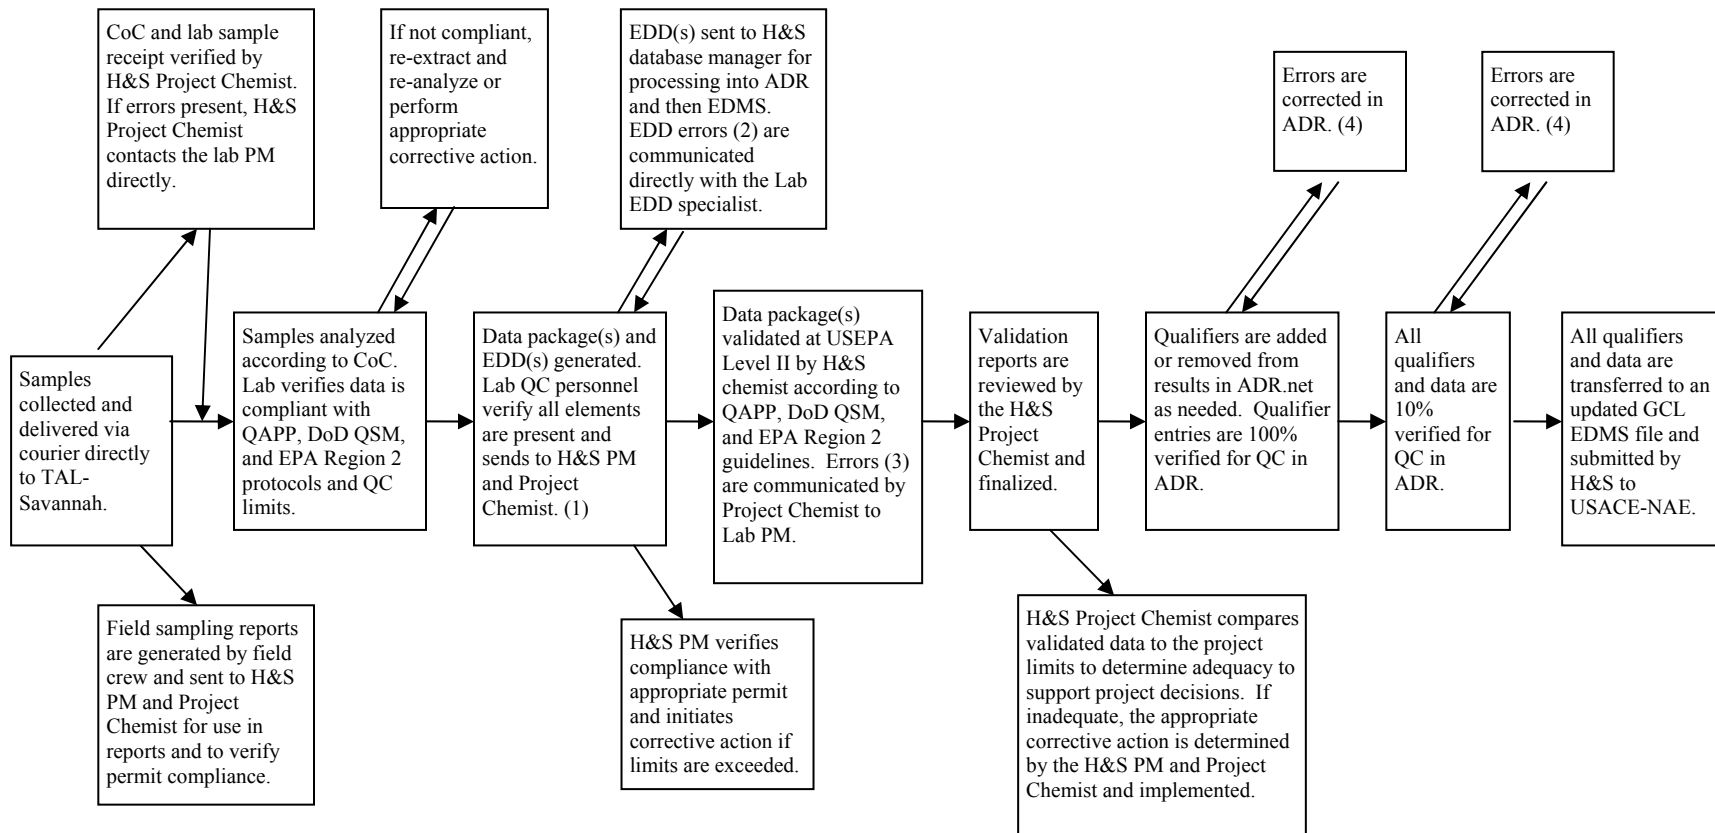 CoC and lab sample
receipt verified by
H&S Project Chemist.
If errors present, H&S
Project Chemist
contacts the lab PM
directly.
If not compliant,
re-extract and
re-analyze or
perform
appropriate
corrective action.
EDD(s) sent to H&S
database manager for
processing into ADR
and then EDMS.
EDD errors (2) are
communicated
directly with the Lab
EDD specialist.
Errors are
corrected in
ADR. (4)
Errors are
corrected in
ADR. (4)
Samples
collected and
delivered via
courier directly
to TAL-
Savannah.
Samples analyzed
according to CoC.
Lab verifies data is
compliant with
QAPP, DoD QSM,
and EPA Region 2
protocols and QC
limits.
Data package(s) and
EDD(s) generated.
Lab QC personnel
verify all elements
are present and
sends to H&S PM
and Project
Chemist. (1)
Data package(s)
validated at USEPA
Level II by H&S
chemist according to
QAPP, DoD QSM,
and EPA Region 2
guidelines.  Errors (3)
are communicated by
Project Chemist to
Lab PM.
Validation
reports are
reviewed by
the H&S
Project
Chemist and
finalized.
Qualifiers are added
or removed from
results in ADR.net
as needed.  Qualifier
entries are 100%
verified for QC in
ADR.
All
qualifiers
and data are
10%
verified for
QC in
ADR.
All qualifiers
and data are
transferred to an
updated GCL
EDMS file and
submitted by
H&S to
USACE-NAE.
Field sampling reports
are generated by field
crew and sent to H&S
PM and Project
Chemist for use in
reports and to verify
permit compliance.
H&S PM verifies
compliance with
appropriate permit
and initiates
corrective action if
limits are exceeded.
H&S Project Chemist compares
validated data to the project
limits to determine adequacy to
support project decisions.  If
inadequate, the appropriate
corrective action is determined
by the H&S PM and Project
Chemist and implemented.